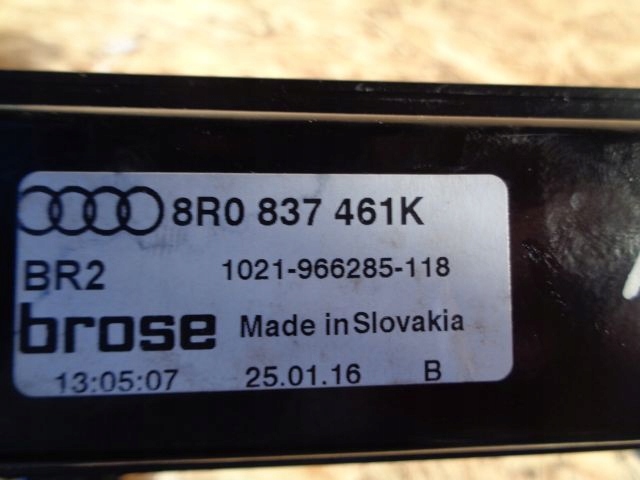 8R0 837 461K
BR2 1021-966285-118
brose Made in Slovakia
13:05:07 25.01.16 B